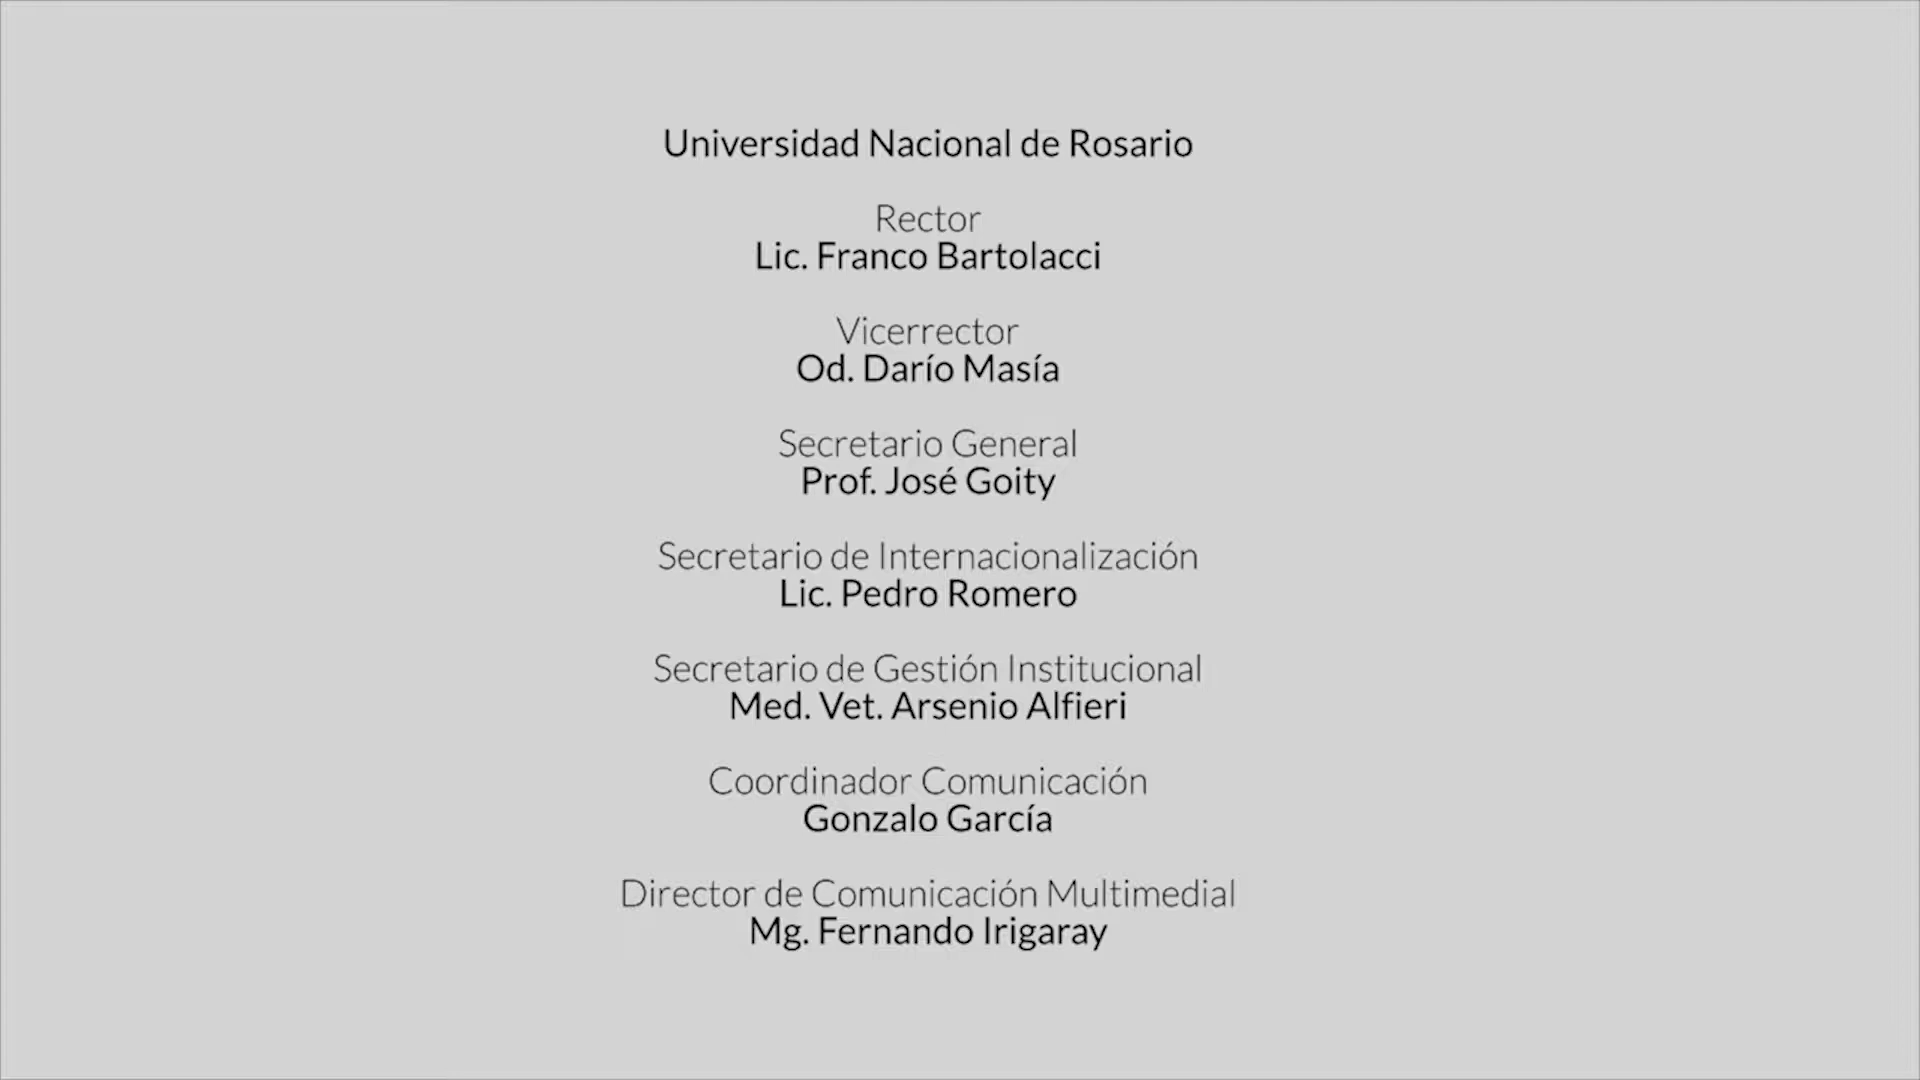 Universidad Nacional de Rosario
Rector
Lic. Franco Bartolacci
Vicerrector
Od. Darío Masía
Secretario General
Prof. José Goity
Secretario de Internacionalización
Lic. Pedro Romero
Secretario de Gestión Institucional
Med. Vet. Arsenio Alfieri
Coordinador Comunicación
Gonzalo García
Director de Comunicación Multimedial
Mg. Fernando Irigaray